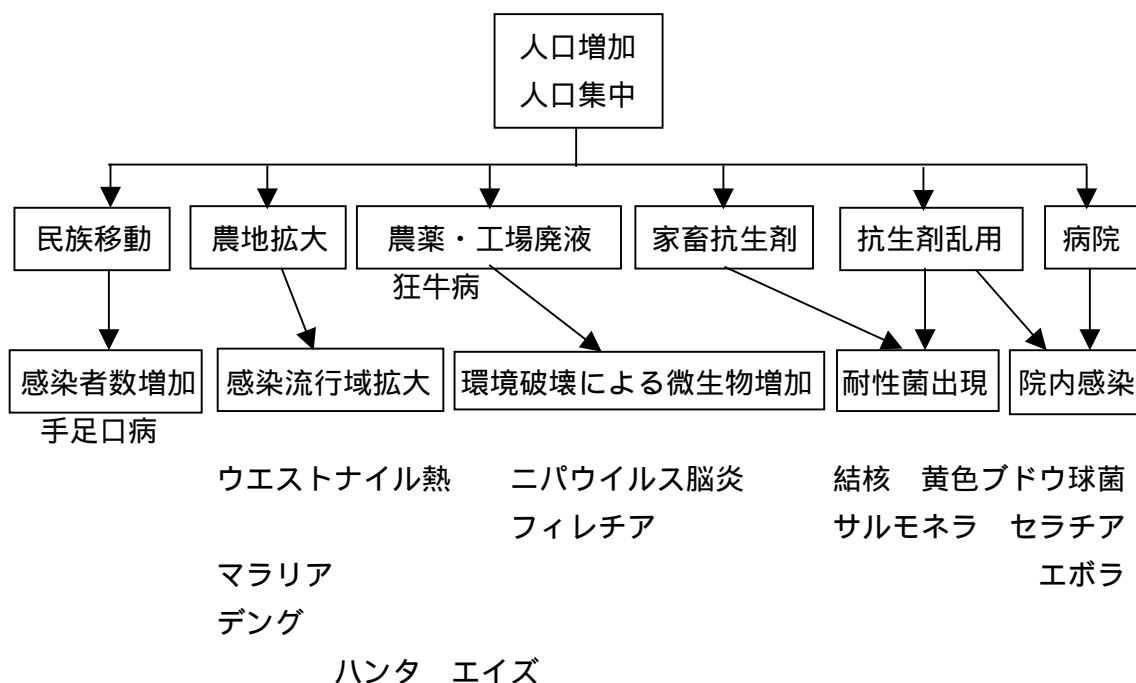 人口増加
人口集中
民族移動 農地拡大 農薬・工場廃液 家畜抗生剤 抗生剤乱用 病院
狂牛病
感染者数増加 感染流行域拡大 環境破壊による微生物増加 耐性菌出現 院内感染
手足口病
ウエストナイル熱 ニパウイルス脳炎 結核 黄色ブドウ球菌
フィレチア サルモネラ セラチア
マラリア エボラ
デング
ハンタ エイズ